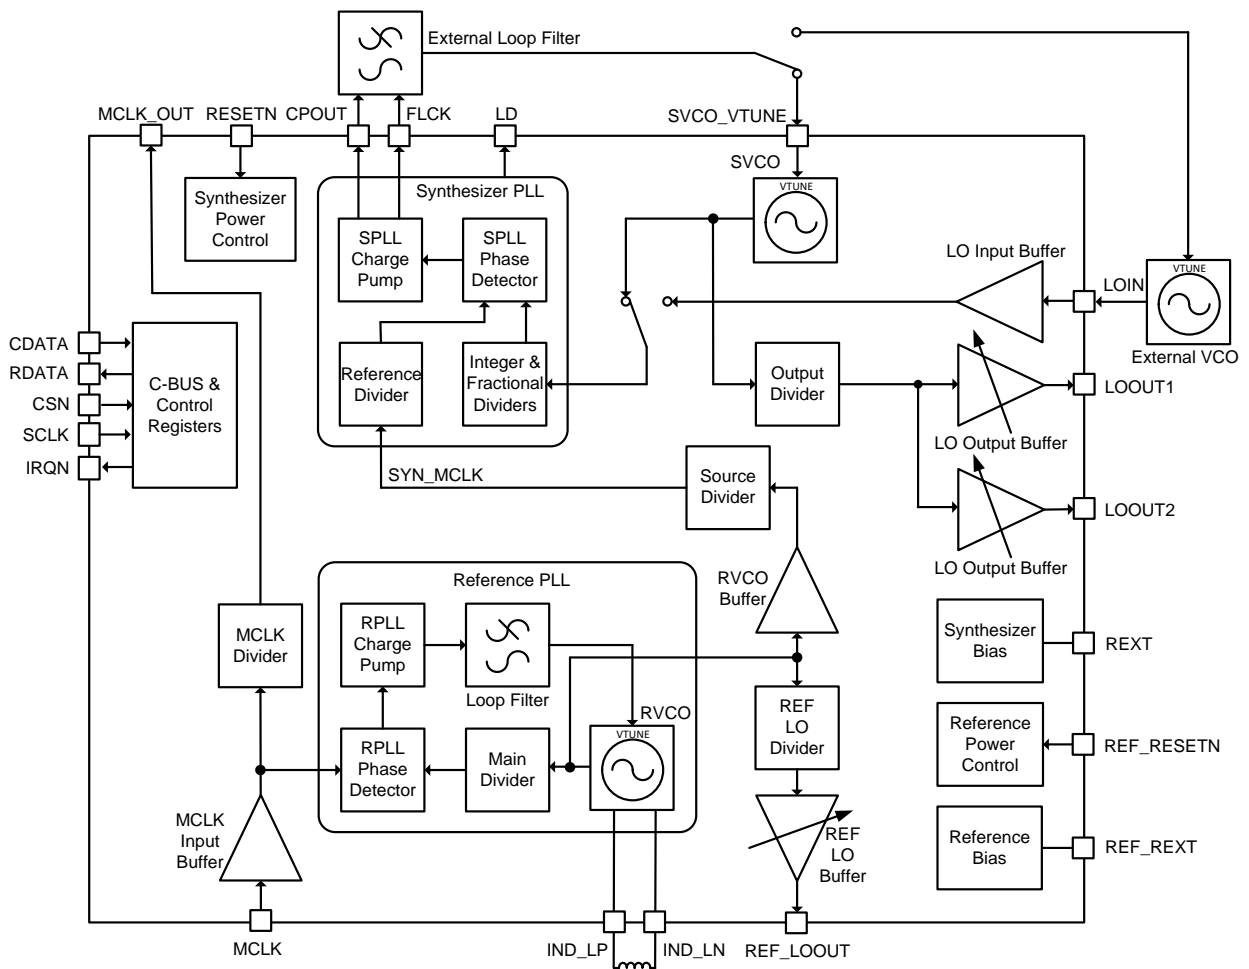 External Loop Filter
MCLK_OUT
RESETN
CPOUT
FLCK
LD
SVCO_VTUNE
SVCO
VTUNE
Synthesizer
Power
Control
Synthesizer PLL
SPLL
Charge
Pump
SPLL
Phase
Detector
LO Input Buffer
LOIN
VTUNE
External VCO
CDATA
RDATA
CSN
SCLK
IRQN
C-BUS &
Control
Registers
Reference
Divider
Integer &
Fractional
Dividers
Output
Divider
LOOUT1
LO Output Buffer
SYN_MCLK
Source
Divider
LOOUT2
LO Output Buffer
Reference PLL
RVCO
Buffer
MCLK
Divider
RPLL
Charge
Pump
Loop Filter
Synthesizer
Bias
REXT
RVCO
VTUNE
REF
LO
Divider
RPLL
Phase
Detector
Main
Divider
Reference
Power
Control
REF_RESETN
MCLK
Input
Buffer
REF
LO
Buffer
Reference
Bias
REF_REXT
MCLK
IND_LP
IND_LN
REF_LOOUT